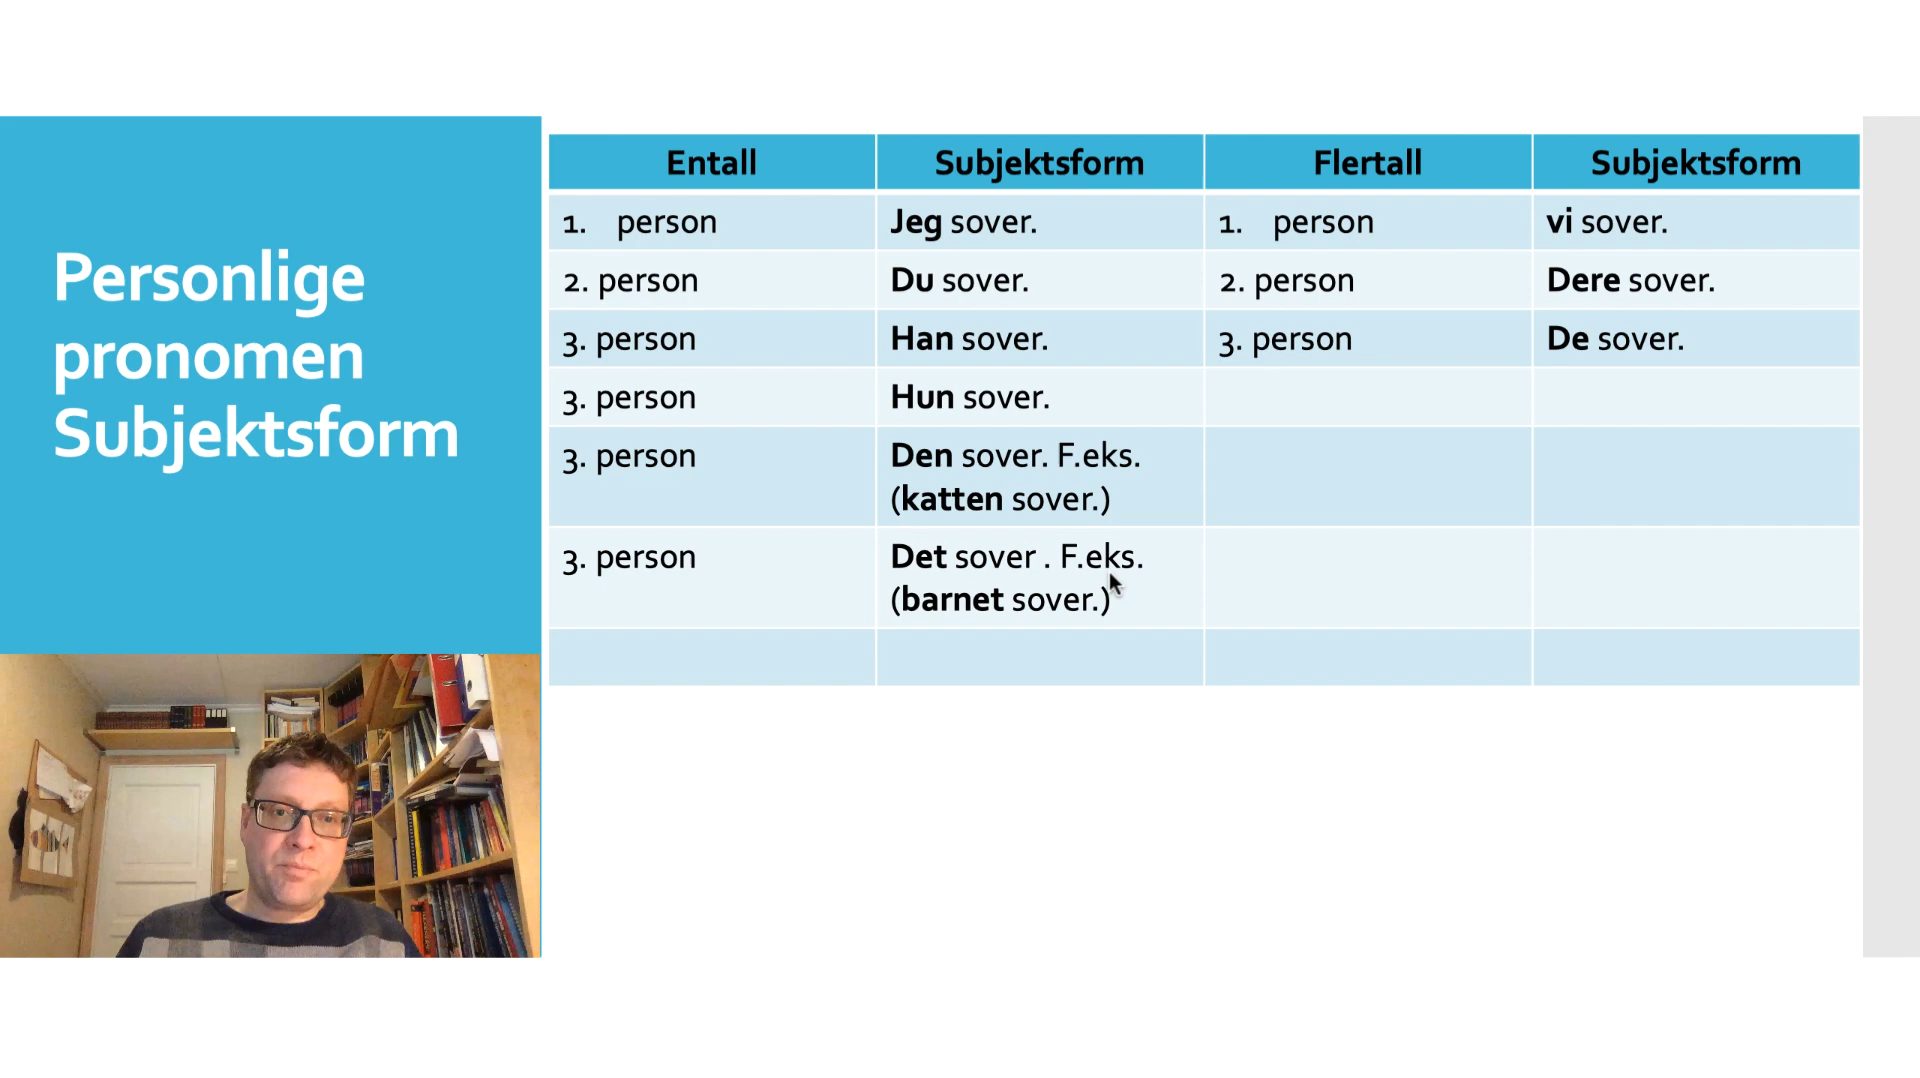 Personlige
pronomen
Subjektsform
Entall Subjektsform Flertall Subjektsform
1. person Jeg sover. 1. person vi sover.
2. person Du sover. 2. person Dere sover.
3. person Han sover. 3. person De sover.
3. person Hun sover.
3. person Den sover. F.eks.
(katten sover.)
3. person Det sover . F.eks.
(barnet sover.)